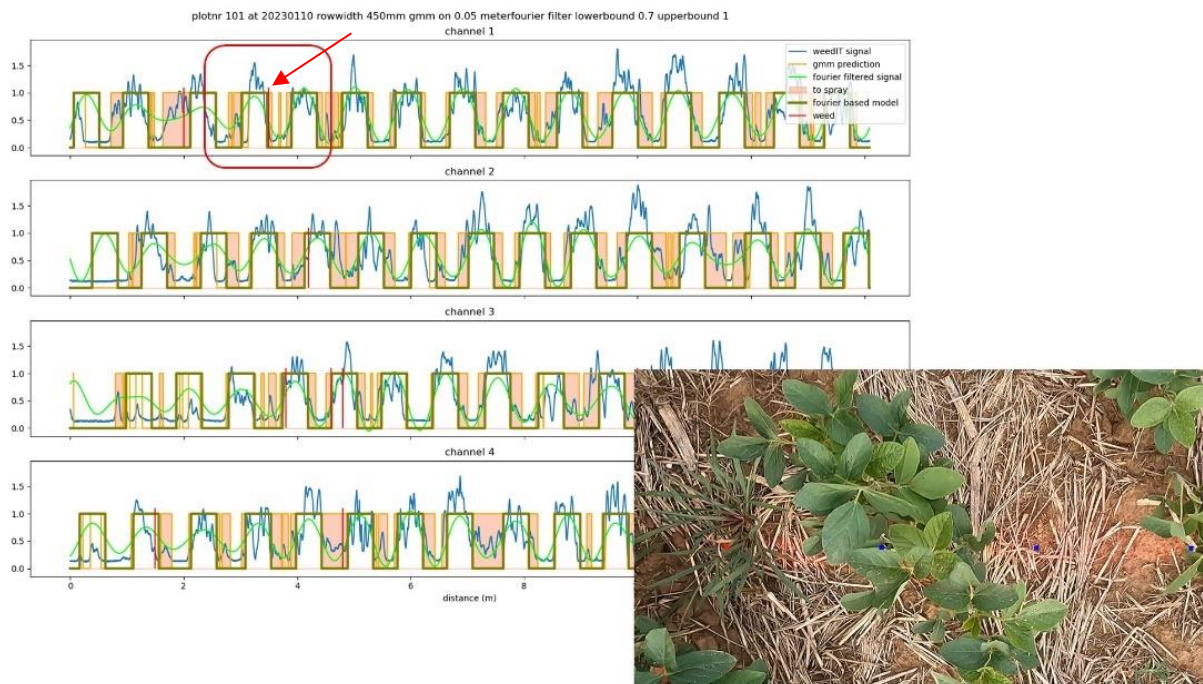 plotnr 101 at 20230110 rowwidth 450mm gmm on 0.05 meterfourier filter lowerbound 0.7 upperbound 1
channel 1
1.5
1.0
0.5
0.0
weedIT signal
gmm prediction
fourier filtered signal
to spray
fourier based model
weed
channel 2
1.5
1.0
0.5
0.0
channel 3
1.5
1.0
0.5
0.0
channel 4
1.5
1.0
0.5
0.0
0 2 4 6 8
distance (m)